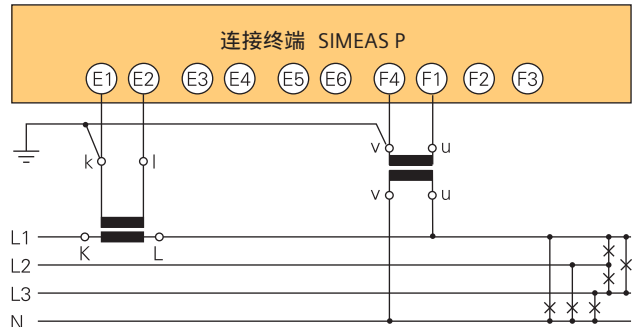 连接终端 SIMEAS P
E1 E2 E3 E4 E5 E6 F4 F1 F2 F3
v u
k l
v u
L1
K L
L2
L3
N